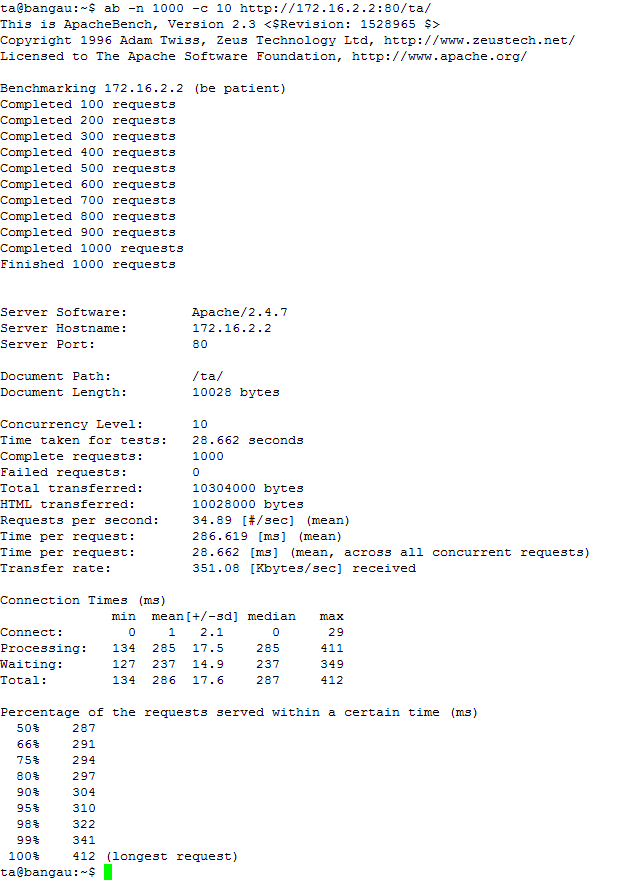 ta@bangau:~$ ab -n 1000 -c 10 http://172.16.2.2:80/ta/
This is ApacheBench, Version 2.3 <$Revision: 1528965 $>
Copyright 1996 Adam Twiss, Zeus Technology Ltd, http://www.zeustech.net/
Licensed to The Apache Software Foundation, http://www.apache.org/

Benchmarking 172.16.2.2 (be patient)
Completed 100 requests
Completed 200 requests
Completed 300 requests
Completed 400 requests
Completed 500 requests
Completed 600 requests
Completed 700 requests
Completed 800 requests
Completed 900 requests
Completed 1000 requests
Finished 1000 requests


Server Software:        Apache/2.4.7
Server Hostname:        172.16.2.2
Server Port:            80

Document Path:          /ta/
Document Length:        10028 bytes

Concurrency Level:      10
Time taken for tests:   28.662 seconds
Complete requests:      1000
Failed requests:        0
Total transferred:      10304000 bytes
HTML transferred:       10028000 bytes
Requests per second:    34.89 [#/sec] (mean)
Time per request:       286.619 [ms] (mean)
Time per request:       28.662 [ms] (mean, across all concurrent requests)
Transfer rate:          351.08 [Kbytes/sec] received

Connection Times (ms)
              min  mean[+/-sd] median   max
Connect:        0    1   2.1      0      29
Processing:   134  285  17.5    285     411
Waiting:      127  237  14.9    237     349
Total:        134  286  17.6    287     412

Percentage of the requests served within a certain time (ms)
  50%    287
  66%    291
  75%    294
  80%    297
  90%    304
  95%    310
  98%    322
  99%    341
 100%    412 (longest request)
ta@bangau:~$